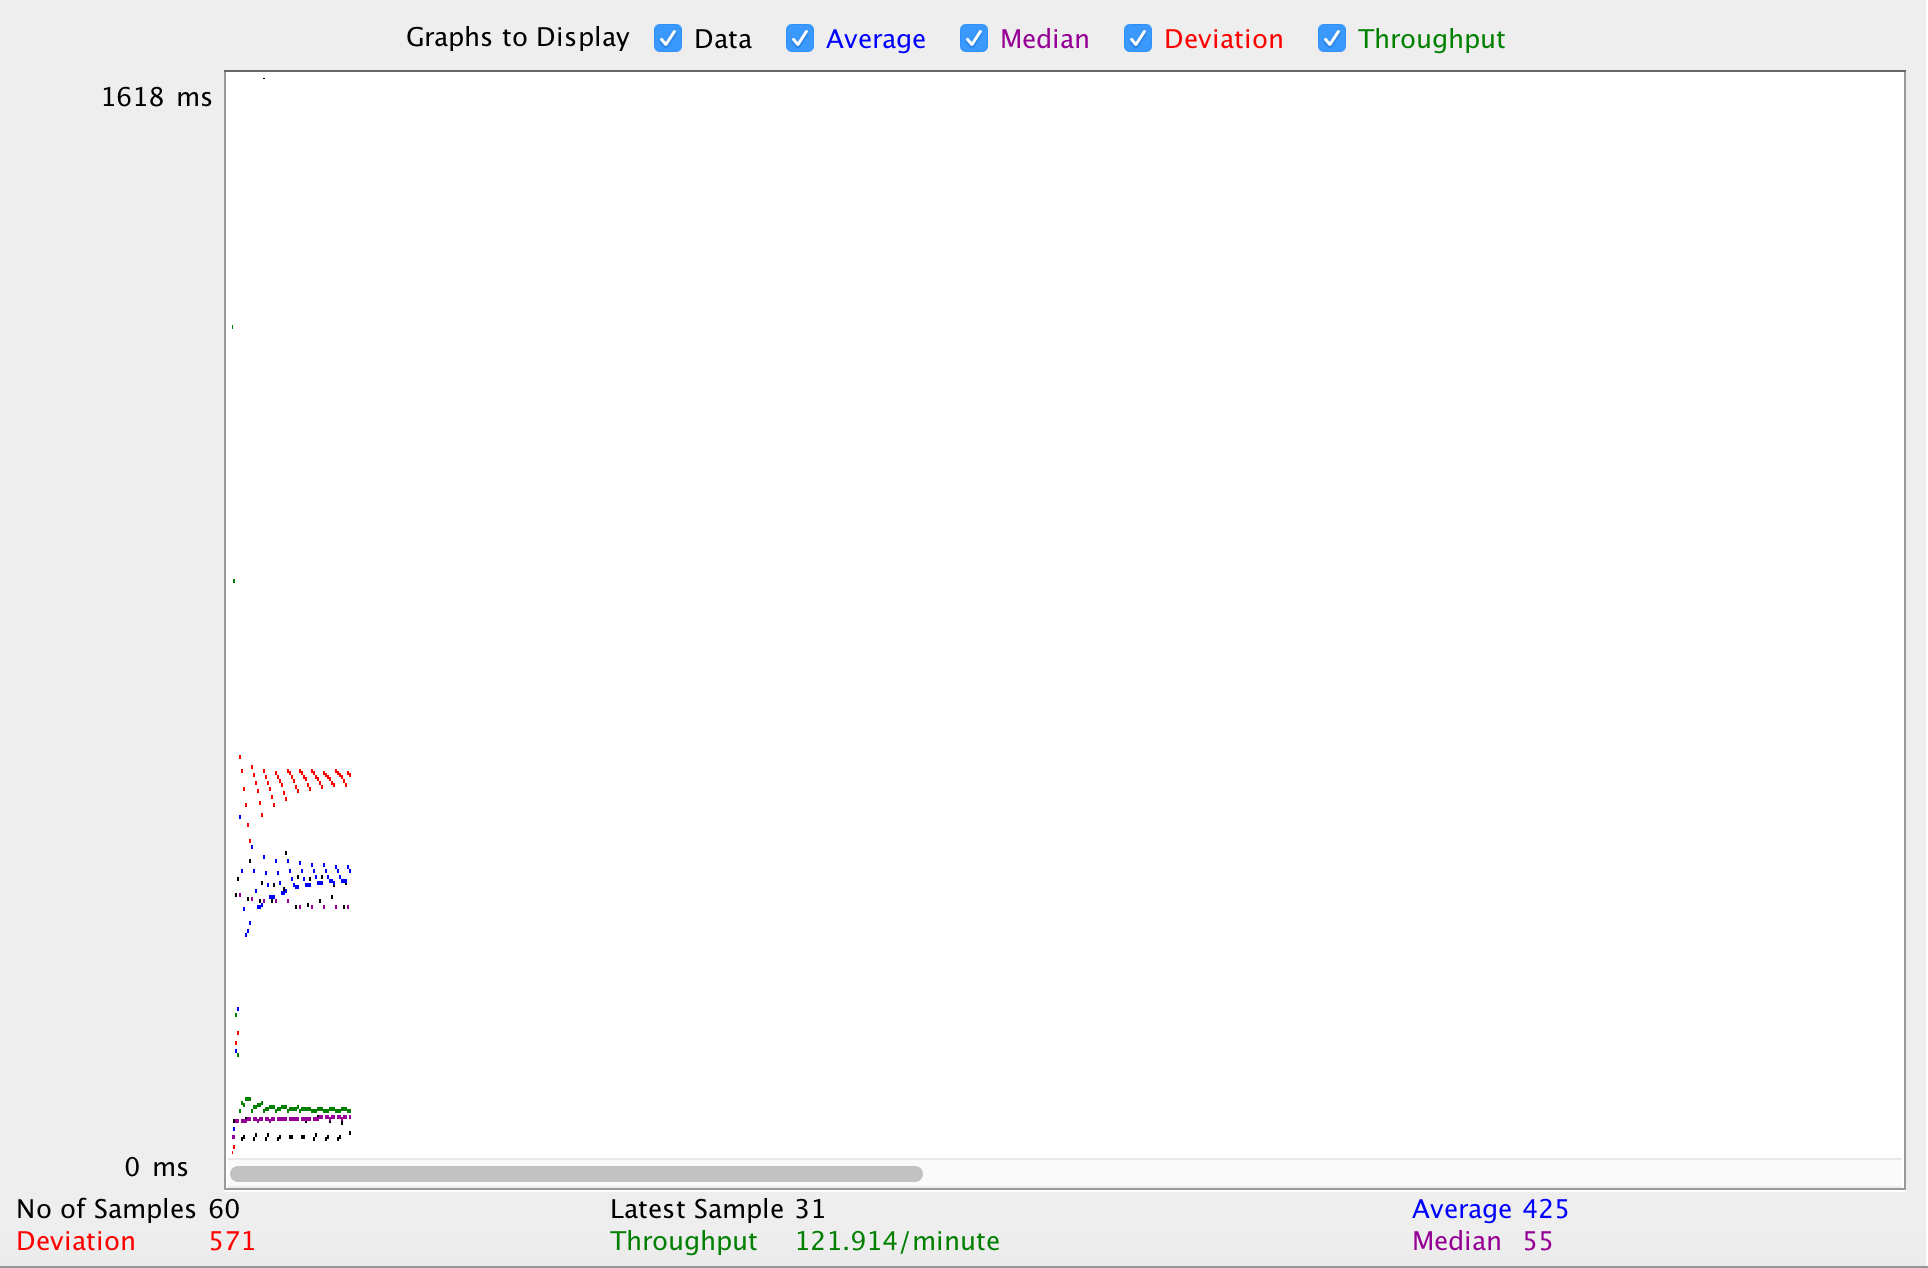 Graphs to Display Data Average Median Deviation Throughput
1618 ms
0 ms
No of Samples 60 Latest Sample 31 Average 425
Deviation 571 Throughput 121.914/minute Median 55